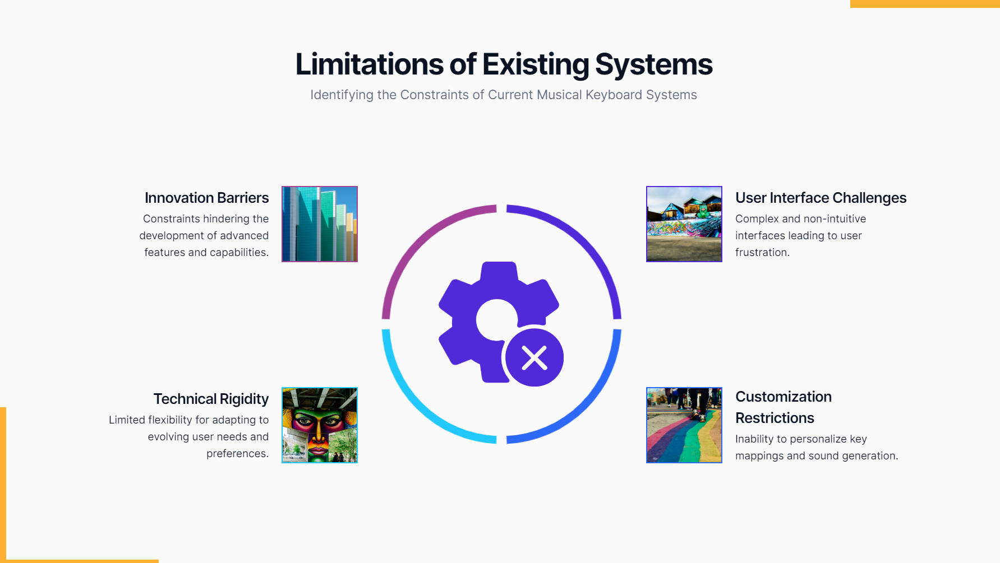 Limitations of Existing Systems
Identifying the Constraints of Current Musical Keyboard Systems
Innovation Barriers
Constraints hindering the
development of advanced
features and capabilities.
User Interface Challenges
Complex and non-intuitive
interfaces leading to user
frustration.
Technical Rigidity
Limited flexibility for adapting to
evolving user needs and
preferences.
Customization
Restrictions
Inability to personalize key
mappings and sound generation.